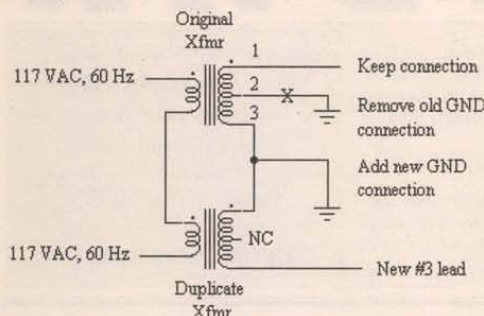 Original
Xfmr
1
117 VAC, 60 Hz
Keep connection
2
X
Remove old GND
connection
3
Add new GND
connection
NC
117 VAC, 60 Hz
New #3 lead
Duplicate
Xfmr